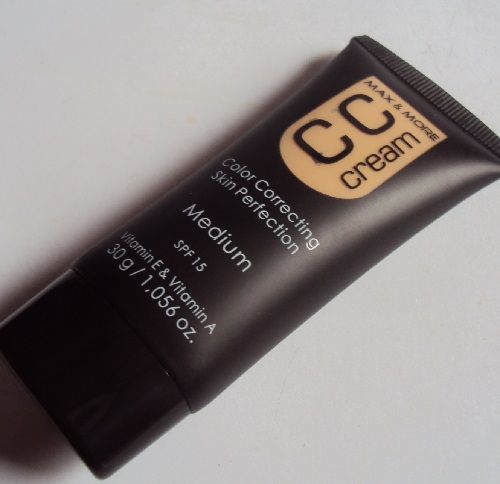 MAX & MORE
CC
cream
Color Correcting
Skin Perfection
Medium
SPF 15
Vitamin E & Vitamin A
30 g / 1,056 oz.